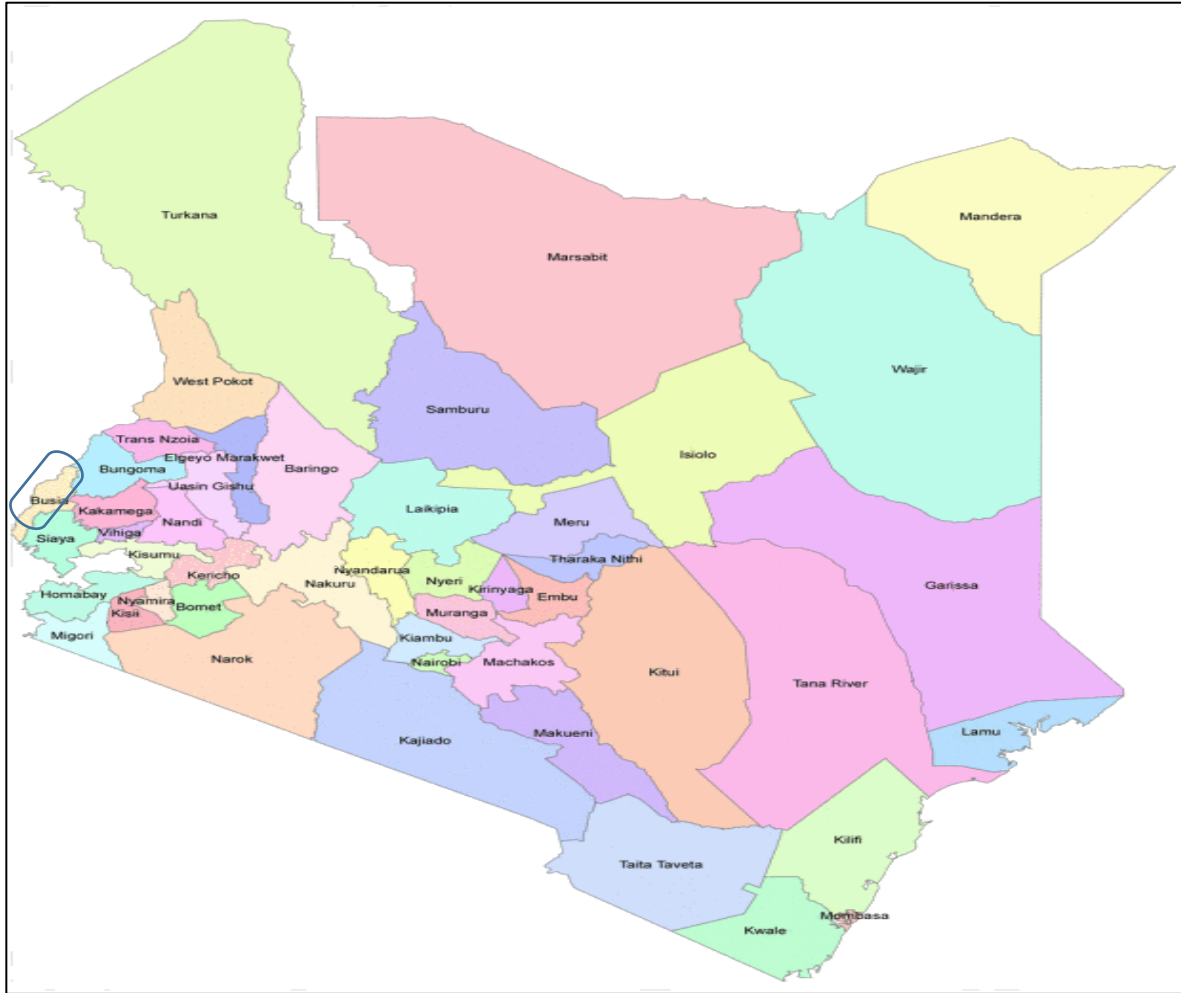 Turkana
Mandera
Marsabit
Wajir
West Pokot
Samburu
Trans Nzoia
Isiolo
Elgeyo Marakwet
Bungoma
Baringo
Uasin Gishu
Busia
Kakamega
Laikipia
Nandi
Meru
Vihiga
Siaya
Kisumu
Tharaka Nithi
Nyandarua
Kericho
Nyeri
Nakuru
Garissa
Kirinyaga
Homabay
Embu
Nyamira
Bomet
Kisii
Muranga
Migori
Kiambu
Narok
Nairobi
Machakos
Kitui
Tana River
Lamu
Makueni
Kajiado
Kilifi
Taita Taveta
Mombasa
Kwale